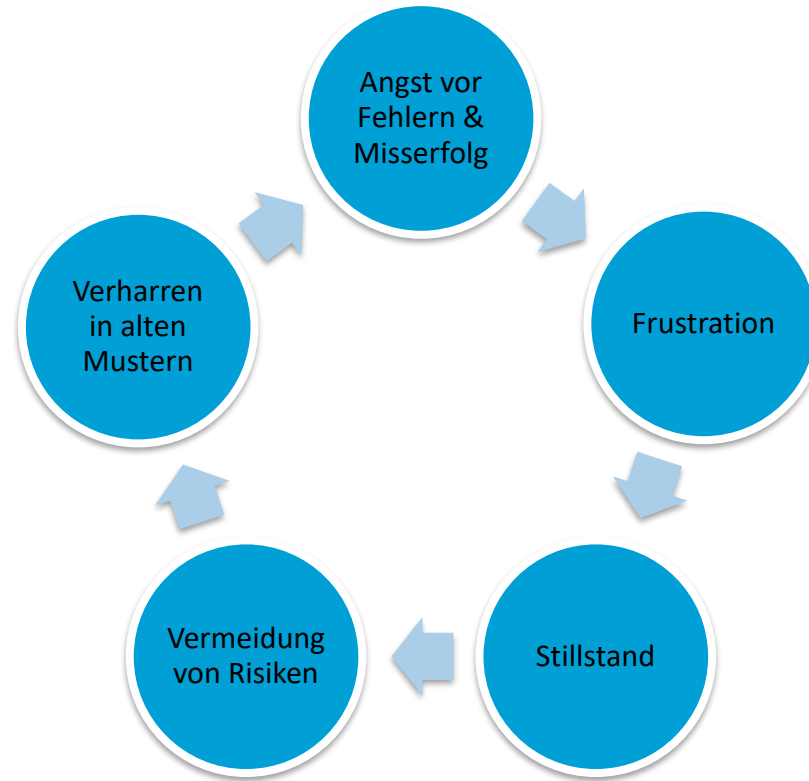 Angst vor
Fehlern &
Misserfolg
Frustration
Stillstand
Vermeidung
von Risiken
Verharren
in alten
Mustern